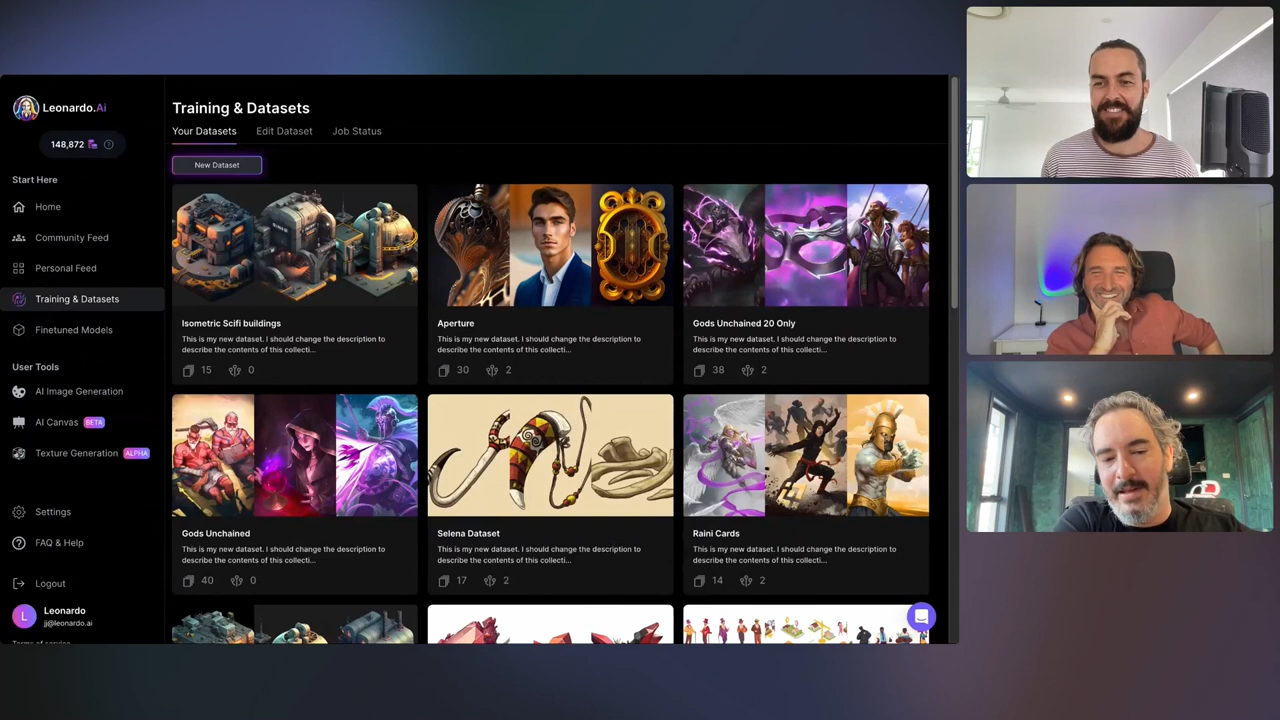 Leonardo.Ai
148,872
Start Here
Home
Community Feed
Personal Feed
Training & Datasets
Finetuned Models
User Tools
AI Image Generation
AI Canvas BETA
Texture Generation ALPHA
Settings
FAQ & Help
Logout
L
Leonardo
jj@leonardo.ai
Terms of service
Training & Datasets
Your Datasets Edit Dataset Job Status
New Dataset
Isometric Scifi buildings
This is my new dataset. I should change the description to
describe the contents of this collecti...
15 0
Aperture
This is my new dataset. I should change the description to
describe the contents of this collecti...
30 2
Gods Unchained 20 Only
This is my new dataset. I should change the description to
describe the contents of this collecti...
38 2
Gods Unchained
This is my new dataset. I should change the description to
describe the contents of this collecti...
40 0
Selena Dataset
This is my new dataset. I should change the description to
describe the contents of this collecti...
17 2
Raini Cards
This is my new dataset. I should change the description to
describe the contents of this collecti...
14 2